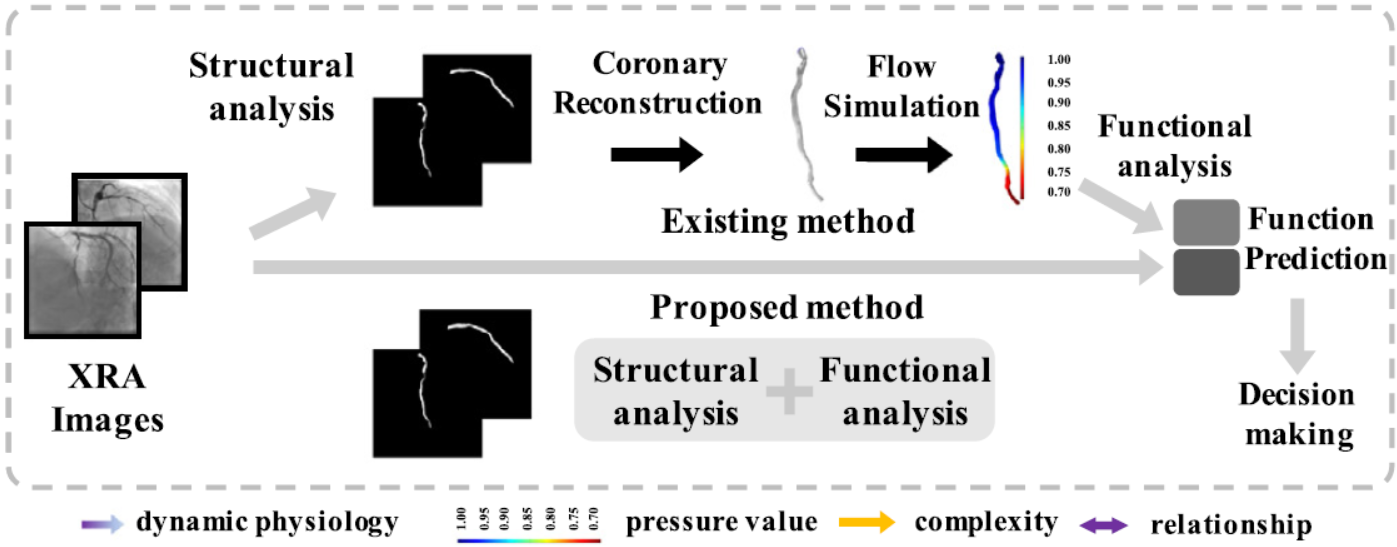 Structural
analysis
Coronary
Reconstruction
Flow
Simulation
1.00
0.95
0.90
0.85
0.80
0.75
0.70
Functional
analysis
Existing method
Function
Prediction
Proposed method
Structural
analysis
+
Functional
analysis
XRA
Images
Decision
making
dynamic physiology
1.00
0.95
0.90
0.85
0.80
0.75
0.70
pressure value
complexity
relationship